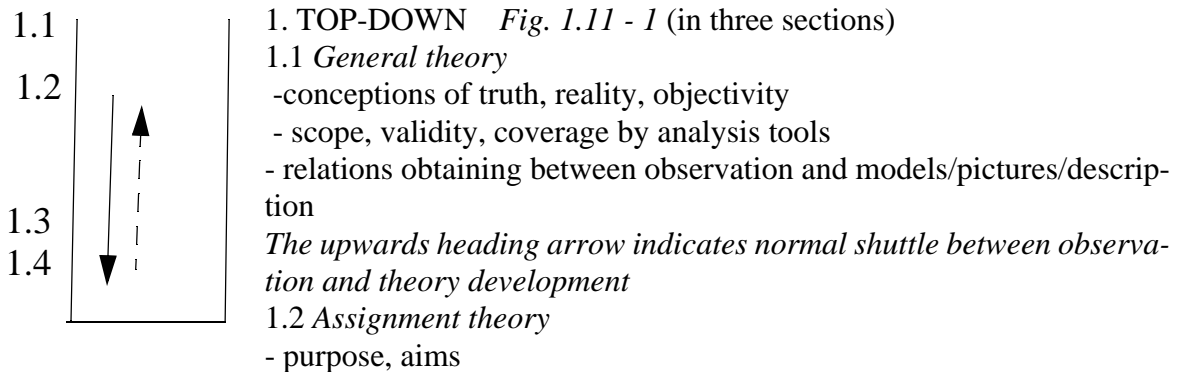 1.1
1.2
1.3
1.4
1. TOP-DOWN Fig. 1.11 - 1 (in three sections)
1.1 General theory
-conceptions of truth, reality, objectivity
- scope, validity, coverage by analysis tools
- relations obtaining between observation and models/pictures/descrip-
tion
The upwards heading arrow indicates normal shuttle between observa-
tion and theory development
1.2 Assignment theory
- purpose, aims